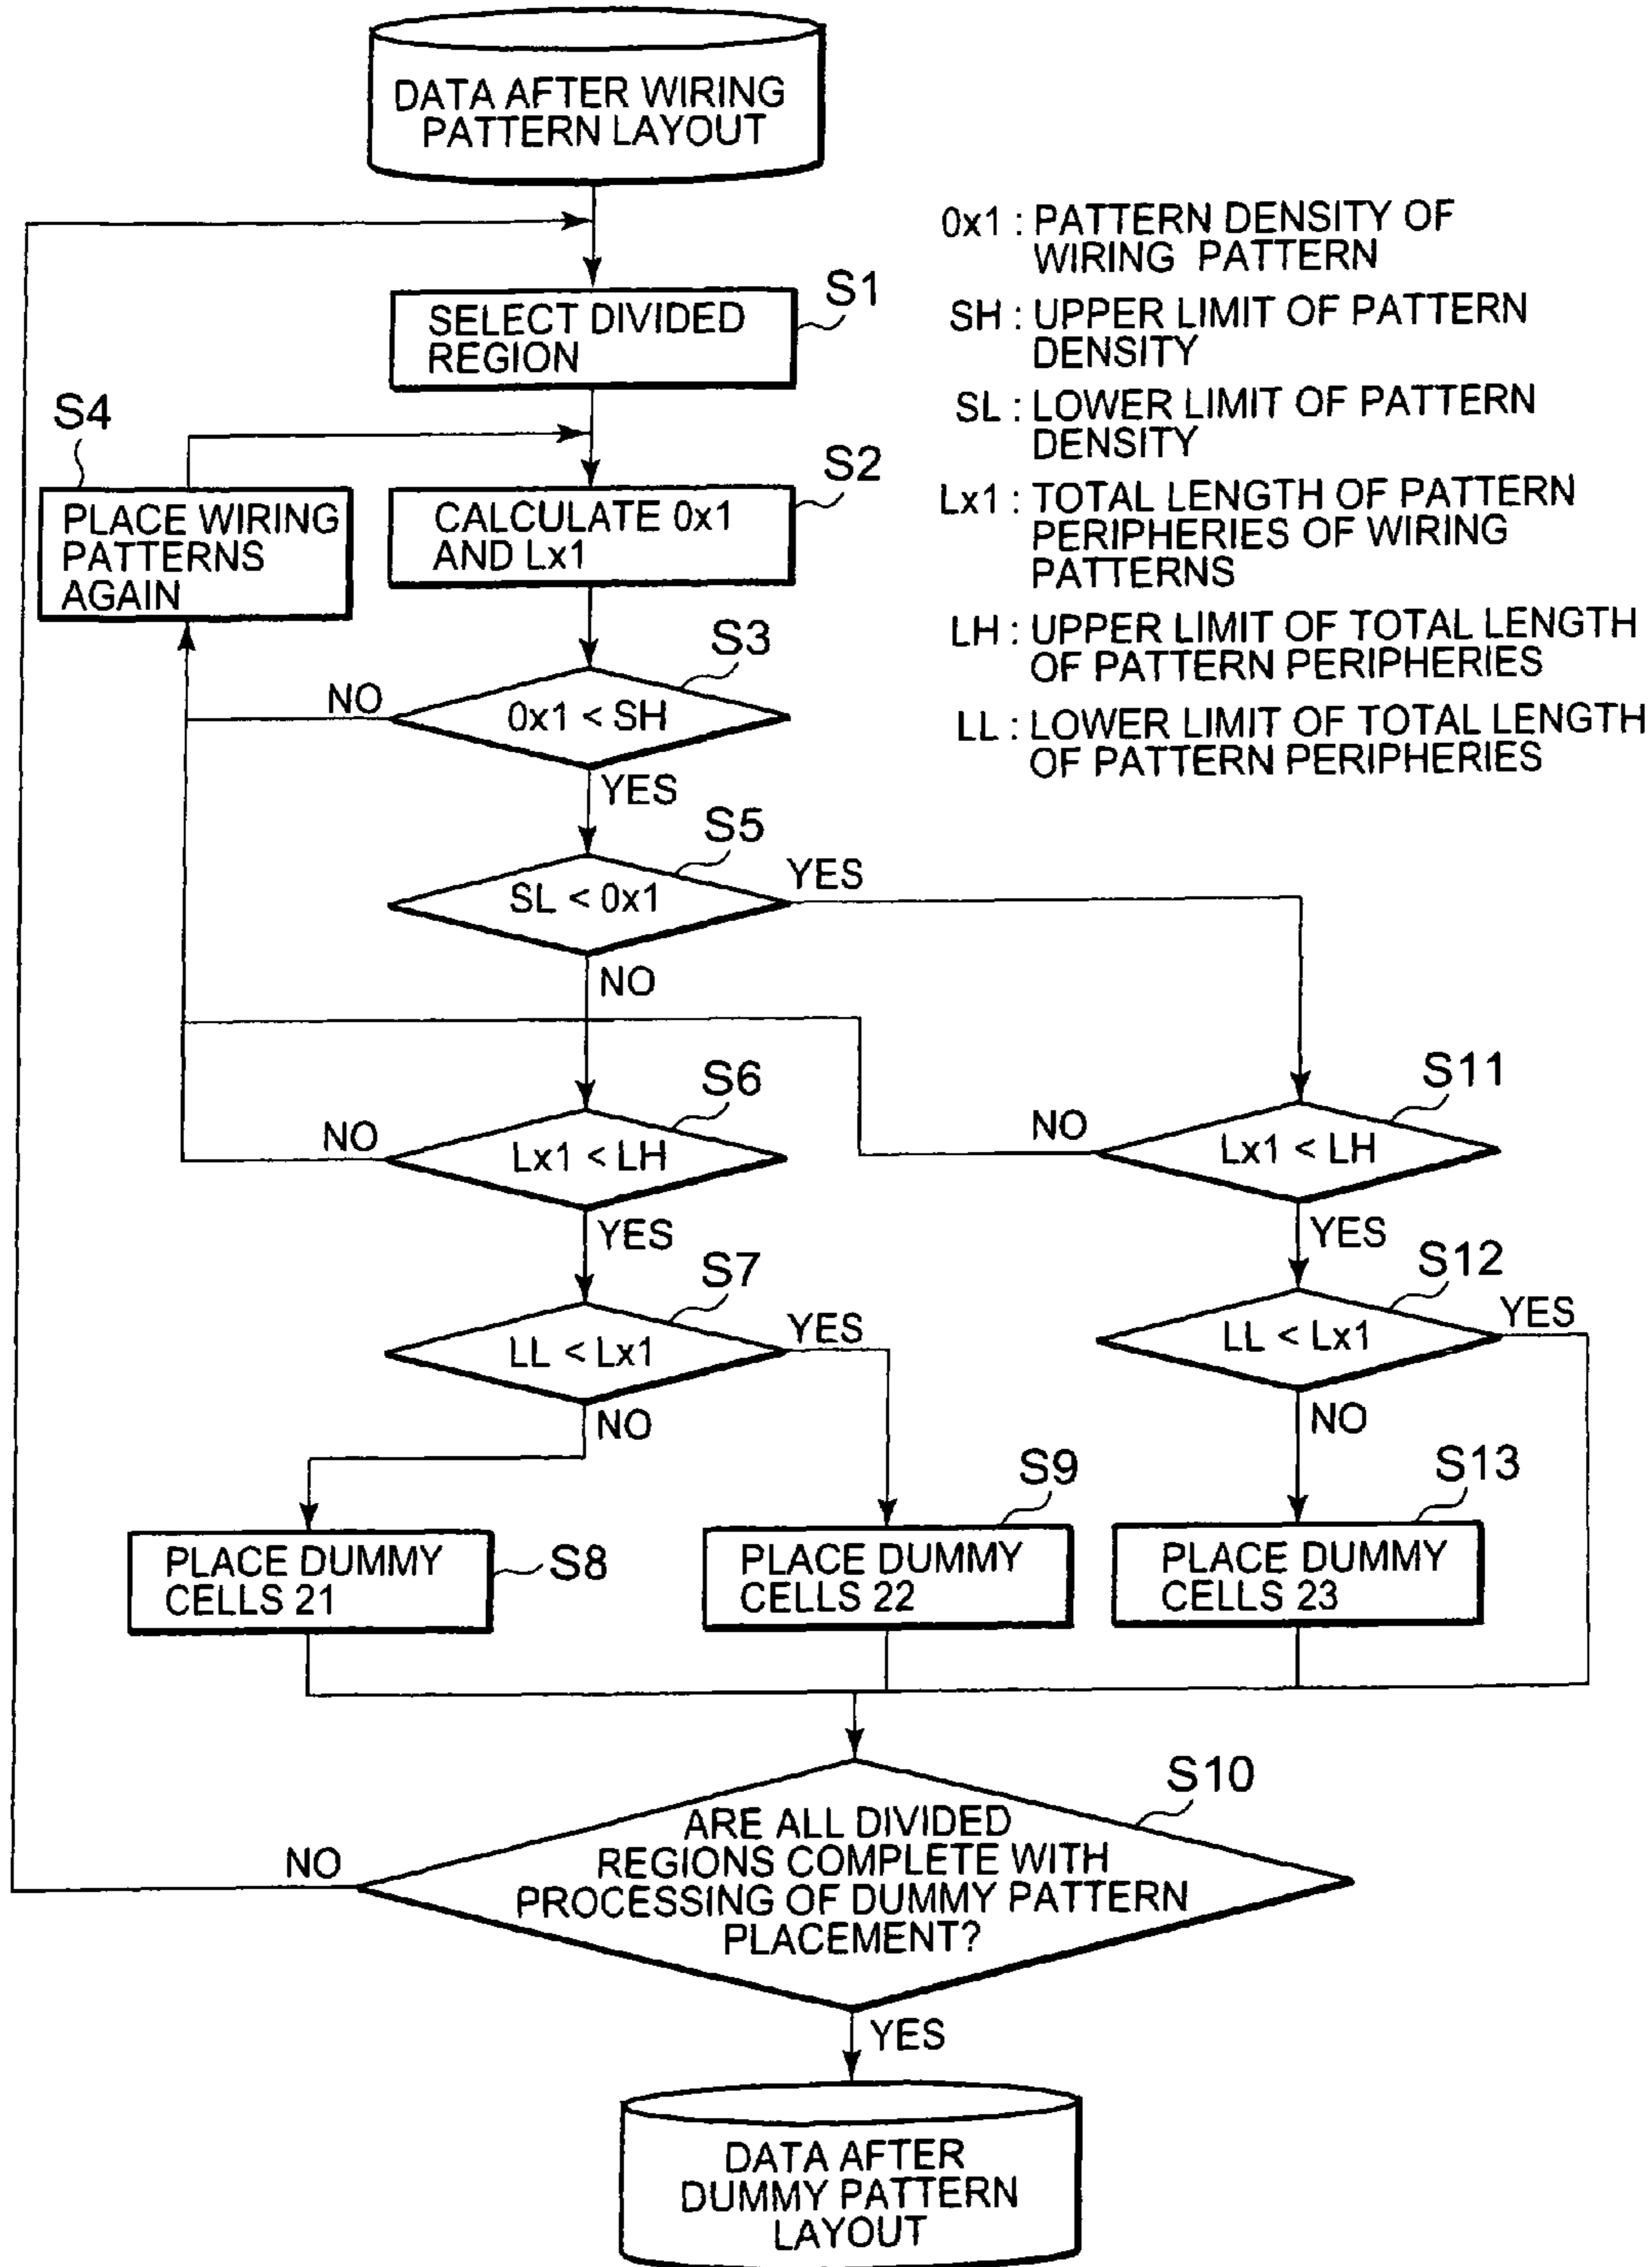 DATA AFTER WIRING
PATTERN LAYOUT
0x1 : PATTERN DENSITY OF
WIRING PATTERN
SH : UPPER LIMIT OF PATTERN
DENSITY
SL : LOWER LIMIT OF PATTERN
DENSITY
Lx1 : TOTAL LENGTH OF PATTERN
PERIPHERIES OF WIRING
PATTERNS
LH : UPPER LIMIT OF TOTAL LENGTH
OF PATTERN PERIPHERIES
LL : LOWER LIMIT OF TOTAL LENGTH
OF PATTERN PERIPHERIES
S1
SELECT DIVIDED
REGION
S4
PLACE WIRING
PATTERNS
AGAIN
S2
CALCULATE 0x1
AND Lx1
S3
NO
0x1 < SH
YES
S5
SL < 0x1
YES
NO
S6
NO
Lx1 < LH
YES
S11
NO
Lx1 < LH
YES
S7
LL < Lx1
YES
NO
S12
LL < Lx1
YES
NO
PLACE DUMMY
CELLS 21
S8
S9
PLACE DUMMY
CELLS 22
S13
PLACE DUMMY
CELLS 23
S10
NO
ARE ALL DIVIDED
REGIONS COMPLETE WITH
PROCESSING OF DUMMY PATTERN
PLACEMENT?
YES
DATA AFTER
DUMMY PATTERN
LAYOUT